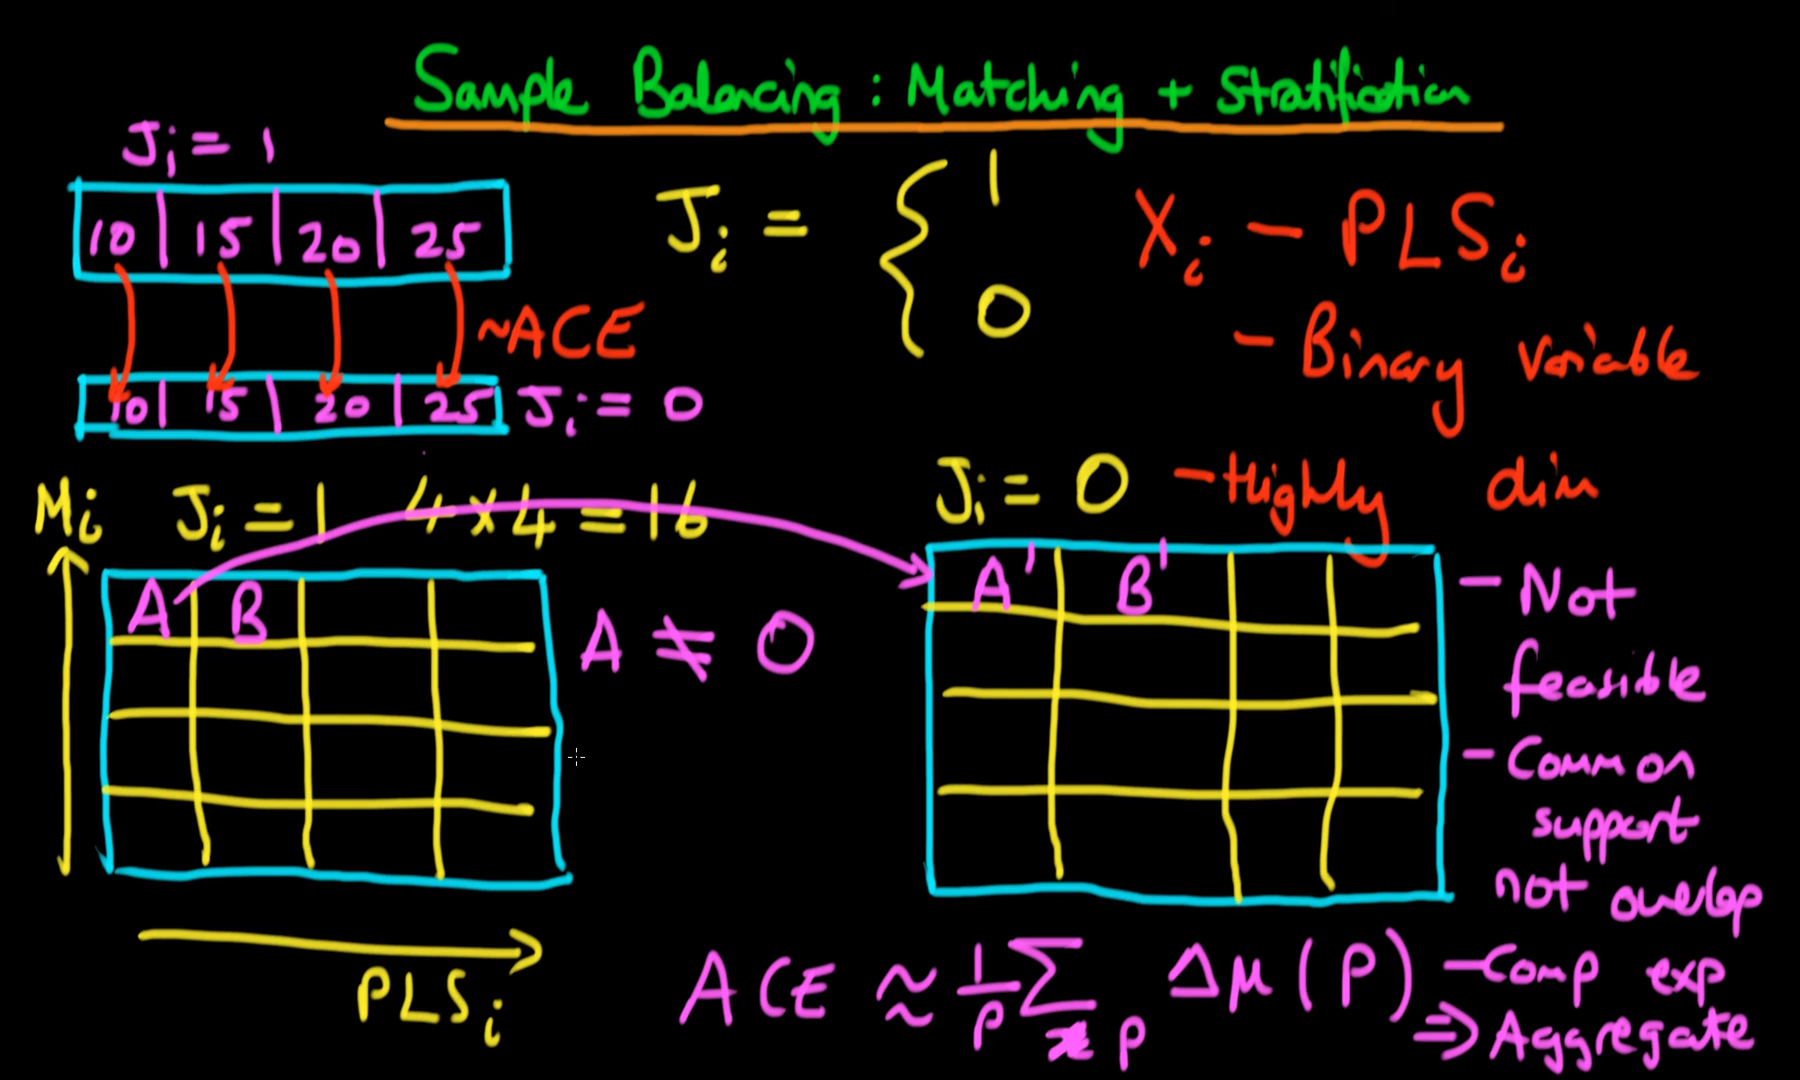 Sample Balancing : Matching + Stratification
Ji = 1
10 | 15 | 20 | 25
~ACE
10 | 15 | 20 | 25 Ji = 0
Ji = { 1
0
Xi - PLSi
- Binary variable
- Highly dim
Mi Ji = 1 4 x 4 = 16
A B
A ≠ 0
PLSi
Ji = 0
A' B'
- Not
feasible
- Common
support
not overlap
- Comp exp
=> Aggregate
ACE ≈ 1/P Σ P Δμ(P)